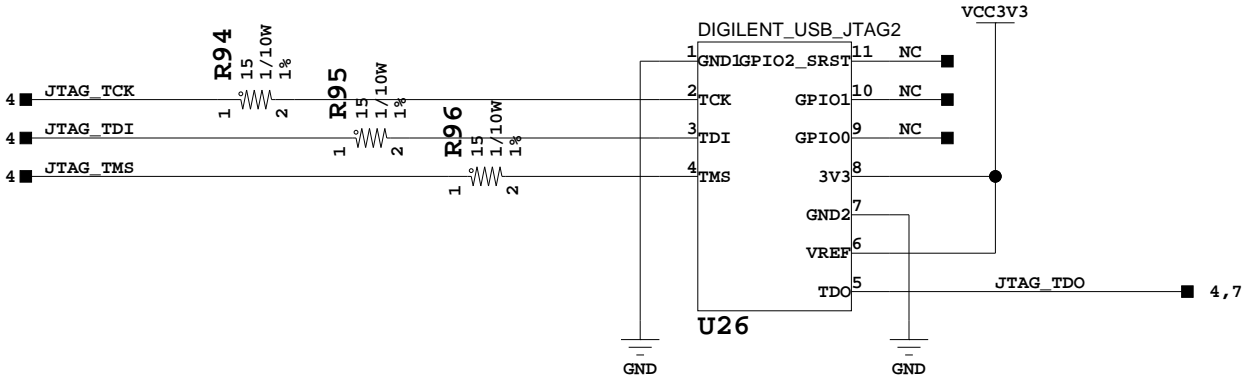 VCC3V3
DIGILENT_USB_JTAG2
R94
15
1/10W
1%
1
2
R95
15
1/10W
1%
1
2
R96
15
1/10W
1%
1
2
4 JTAG_TCK
4 JTAG_TDI
4 JTAG_TMS
1 GND1 GPIO2_SRST 11 NC
2 TCK GPIO1 10 NC
3 TDI GPIO0 9 NC
4 TMS 3V3 8
GND2 7
VREF 6
TDO 5 JTAG_TDO 4,7
U26
GND
GND